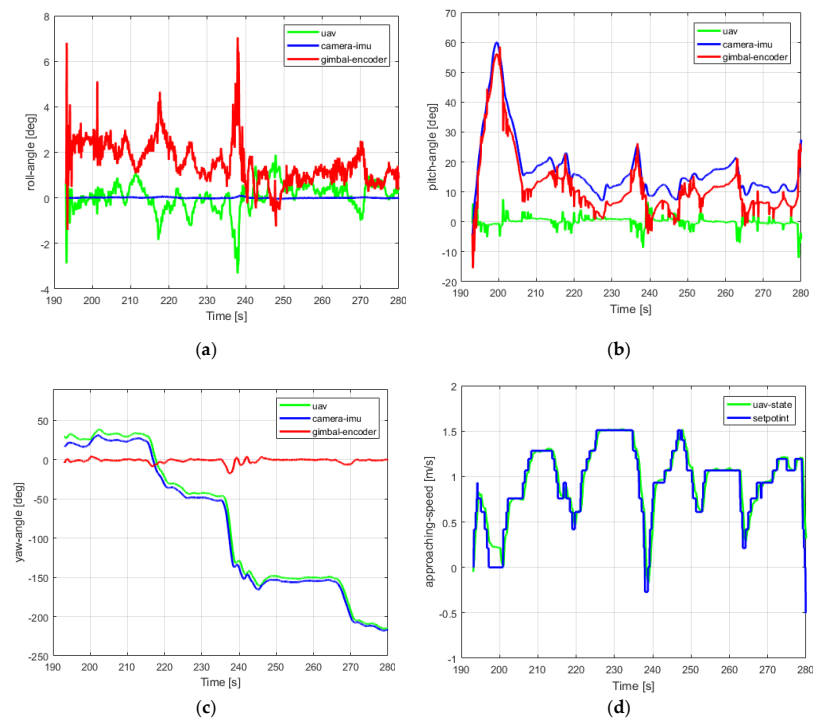 8
6
4
2
0
-2
-4
roll-angle [deg]
190 200 210 220 230 240 250 260 270 280
Time [s]
uav
camera-imu
gimbal-encoder
(a)
70
60
50
40
30
20
10
0
-10
-20
pitch-angle [deg]
190 200 210 220 230 240 250 260 270 280
Time [s]
uav
camera-imu
gimbal-encoder
(b)
50
0
-50
-100
-150
-200
-250
yaw-angle [deg]
190 200 210 220 230 240 250 260 270 280
Time [s]
uav
camera-imu
gimbal-encoder
(c)
2
1.5
1
0.5
0
-0.5
-1
approaching-speed [m/s]
190 200 210 220 230 240 250 260 270 280
Time [s]
uav-state
setpotint
(d)